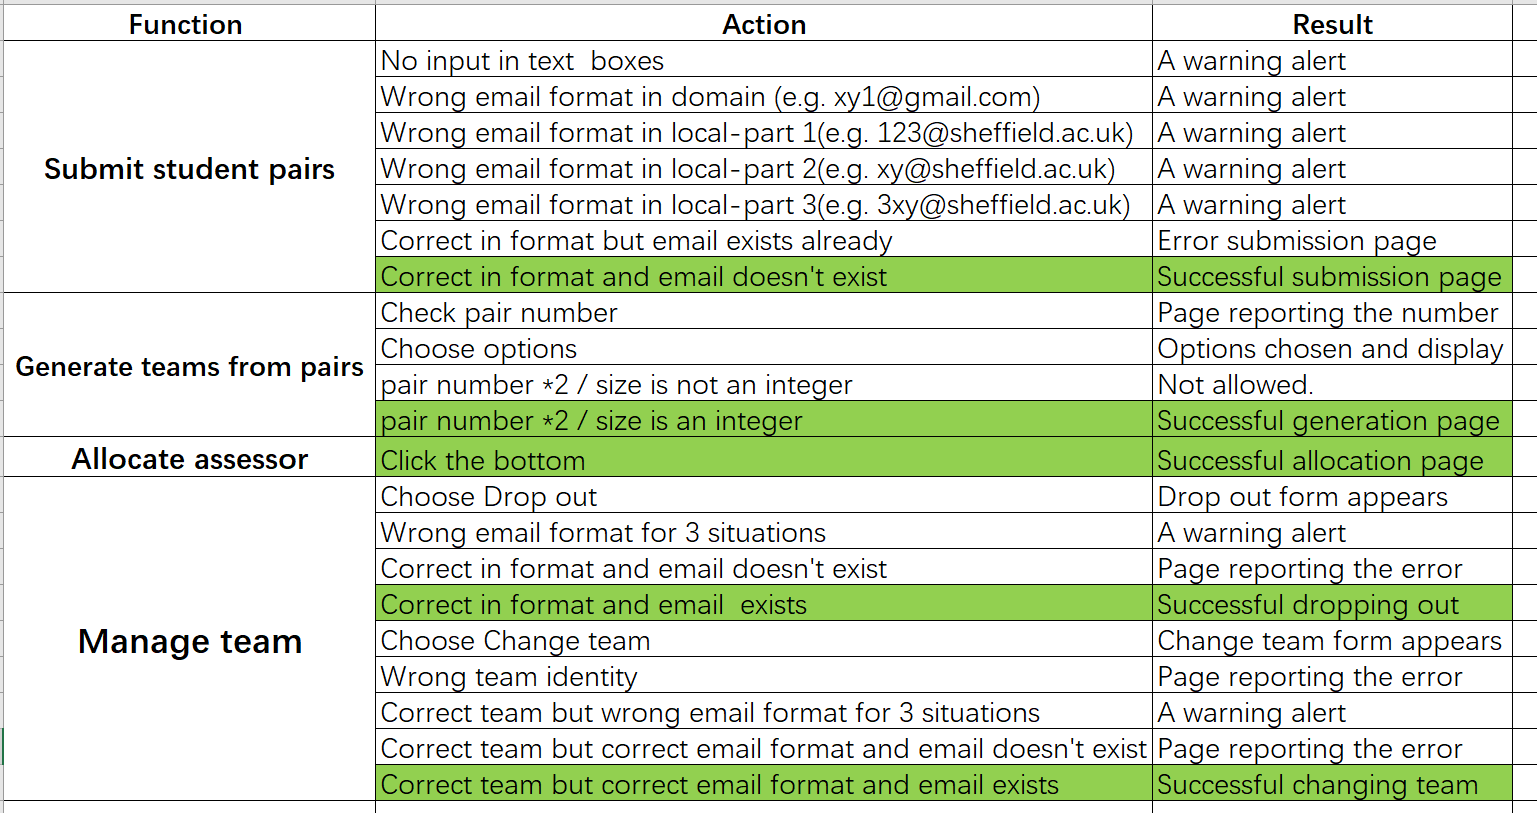 Function Action Result
Submit student pairs
No input in text  boxes A warning alert
Wrong email format in domain (e.g. xy1@gmail.com) A warning alert
Wrong email format in local-part 1(e.g. 123@sheffield.ac.uk) A warning alert
Wrong email format in local-part 2(e.g. xy@sheffield.ac.uk) A warning alert
Wrong email format in local-part 3(e.g. 3xy@sheffield.ac.uk) A warning alert
Correct in format but email exists already Error submission page
Correct in format and email doesn't exist Successful submission page
Generate teams from pairs
Check pair number Page reporting the number
Choose options Options chosen and display
pair number *2 / size is not an integer Not allowed.
pair number *2 / size is an integer Successful generation page
Allocate assessor Click the bottom Successful allocation page
Manage team
Choose Drop out Drop out form appears
Wrong email format for 3 situations A warning alert
Correct in format and email doesn't exist Page reporting the error
Correct in format and email  exists Successful dropping out
Choose Change team Change team form appears
Wrong team identity Page reporting the error
Correct team but wrong email format for 3 situations A warning alert
Correct team but correct email format and email doesn't exist Page reporting the error
Correct team but correct email format and email exists Successful changing team